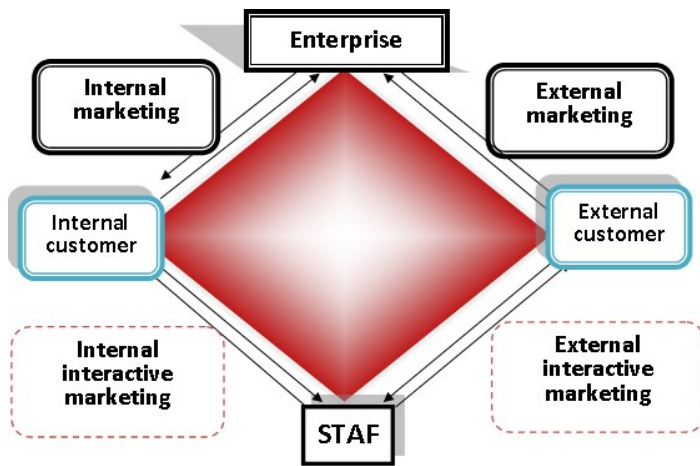 Enterprise
Internal
marketing
External
marketing
Internal
customer
External
customer
Internal
interactive
marketing
External
interactive
marketing
STAF